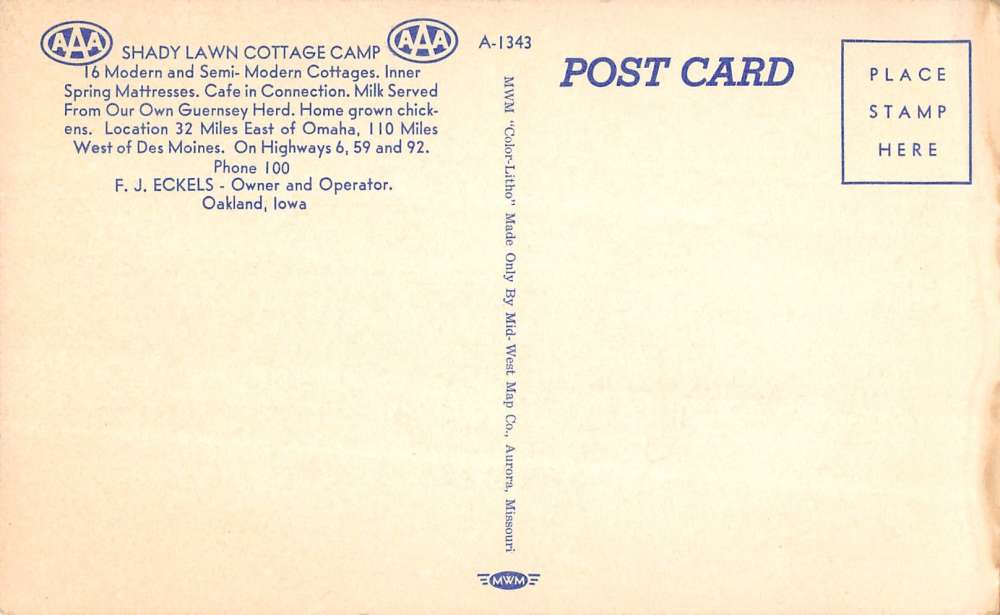 AAA
SHADY LAWN COTTAGE CAMP
AAA
16 Modern and Semi- Modern Cottages. Inner
Spring Mattresses. Cafe in Connection. Milk Served
From Our Own Guernsey Herd. Home grown chick-
ens. Location 32 Miles East of Omaha, 110 Miles
West of Des Moines. On Highways 6, 59 and 92.
Phone 100
F. J. ECKELS - Owner and Operator.
Oakland, Iowa
A-1343
MWM "Color-Litho" Made Only By Mid-West Map Co., Aurora, Missouri
MWM
POST CARD
PLACE
STAMP
HERE